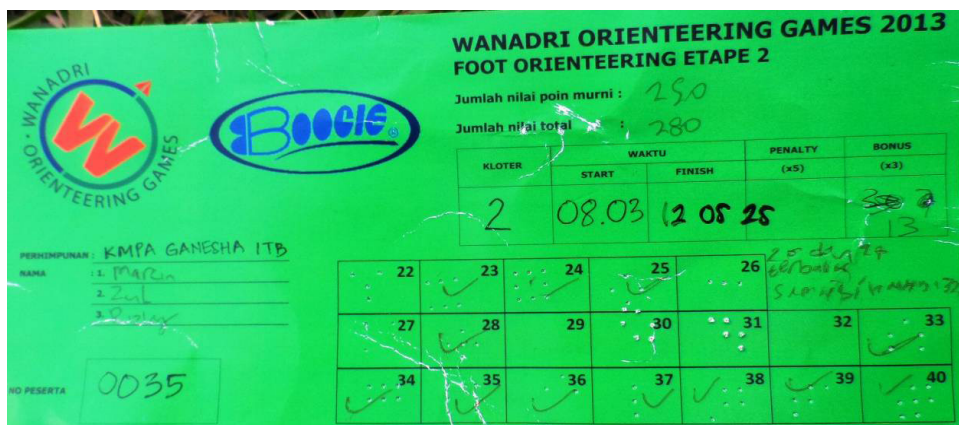 WANADRI ORIENTEERING GAMES 2013
FOOT ORIENTEERING ETAPE 2
Jumlah nilai poin murni :
Jumlah nilai total : 280
WANADRI ORIENTEERING GAMES
BOOGIE
KLOTER WAKTU PENALTY BONUS
START FINISH (x5) (x3)
2 08.03 12 05 25
13
PERHIMPUNAN : KMPA GANESHA ITB
NAMA : 1.
2. Zul
3.
22 23 24 25 26
27 28 29 30 31 32 33
NO PESERTA 0035
34 35 36 37 38 39 40